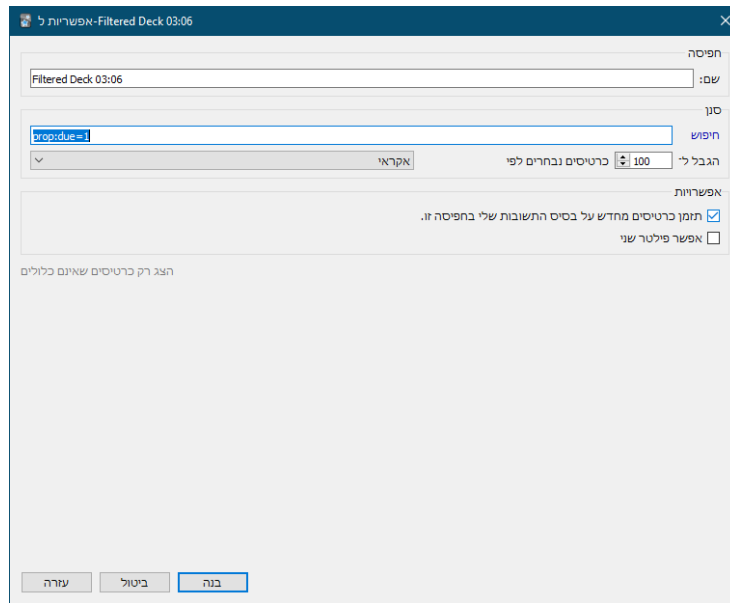 אפשריות ל-Filtered Deck 03:06
חפיסה
שם: Filtered Deck 03:06
סנן
חיפוש prop:due=1
הגבל ל־ 100 כרטיסים נבחרים לפי אקראי
אפשרויות
תזמן כרטיסים מחדש על בסיס התשובות שלי בחפיסה זו.
אפשר פילטר שני
הצג רק כרטיסים שאינם כלולים
בנה ביטול עזרה